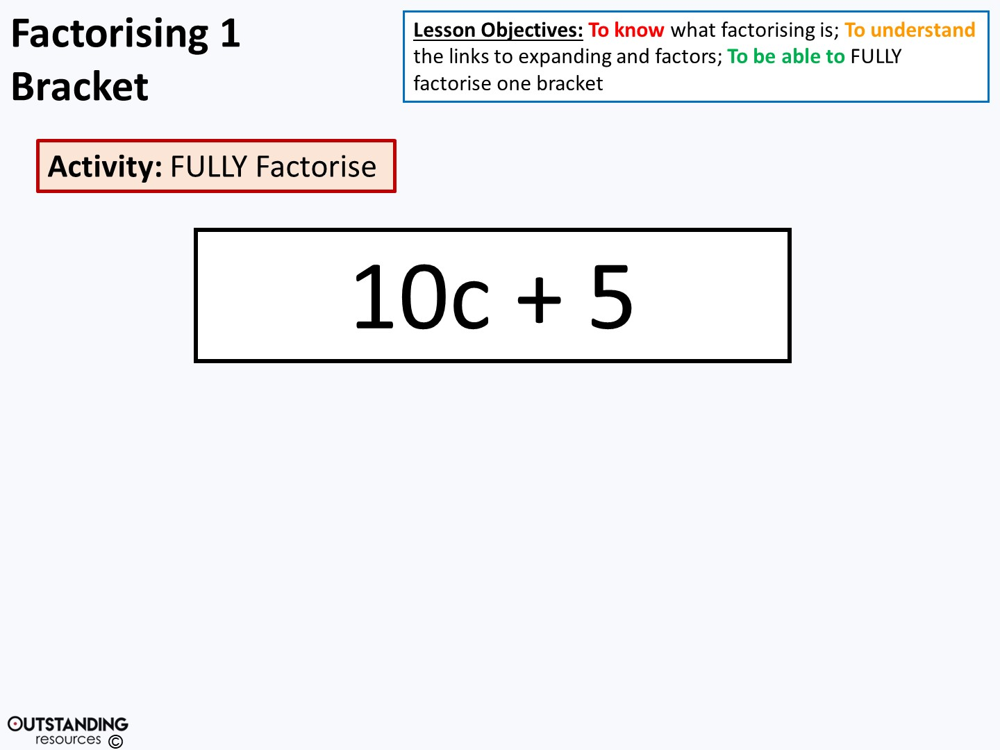 Factorising 1
Bracket
Lesson Objectives: To know what factorising is; To understand
the links to expanding and factors; To be able to FULLY
factorise one bracket
Activity: FULLY Factorise
10c + 5
OUTSTANDING
resources ©